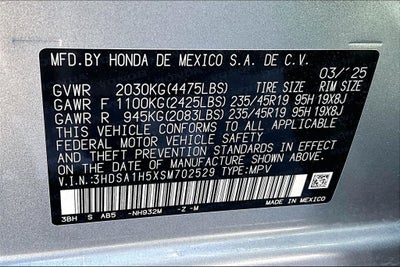 MFD.BY HONDA DE MEXICO S.A. DE C.V.
03/'25
GVWR 2030KG(4475LBS) TIRE SIZE RIM SIZE
GAWR F 1100KG(2425LBS) 235/45R19 95H 19X8J
GAWR R 945KG(2083LBS) 235/45R19 95H 19X8J
THIS VEHICLE CONFORMS TO ALL APPLICABLE
FEDERAL MOTOR VEHICLE SAFETY AND
THEFT PREVENTION STANDARDS IN EFFECT
ON THE DATE OF MANUFACTURE SHOWN ABOVE.
V.I.N.:3HDSA1H5XSM702529 TYPE:MPV
3BH S AB5 -NH932M -Z -M
MADE IN MEXICO